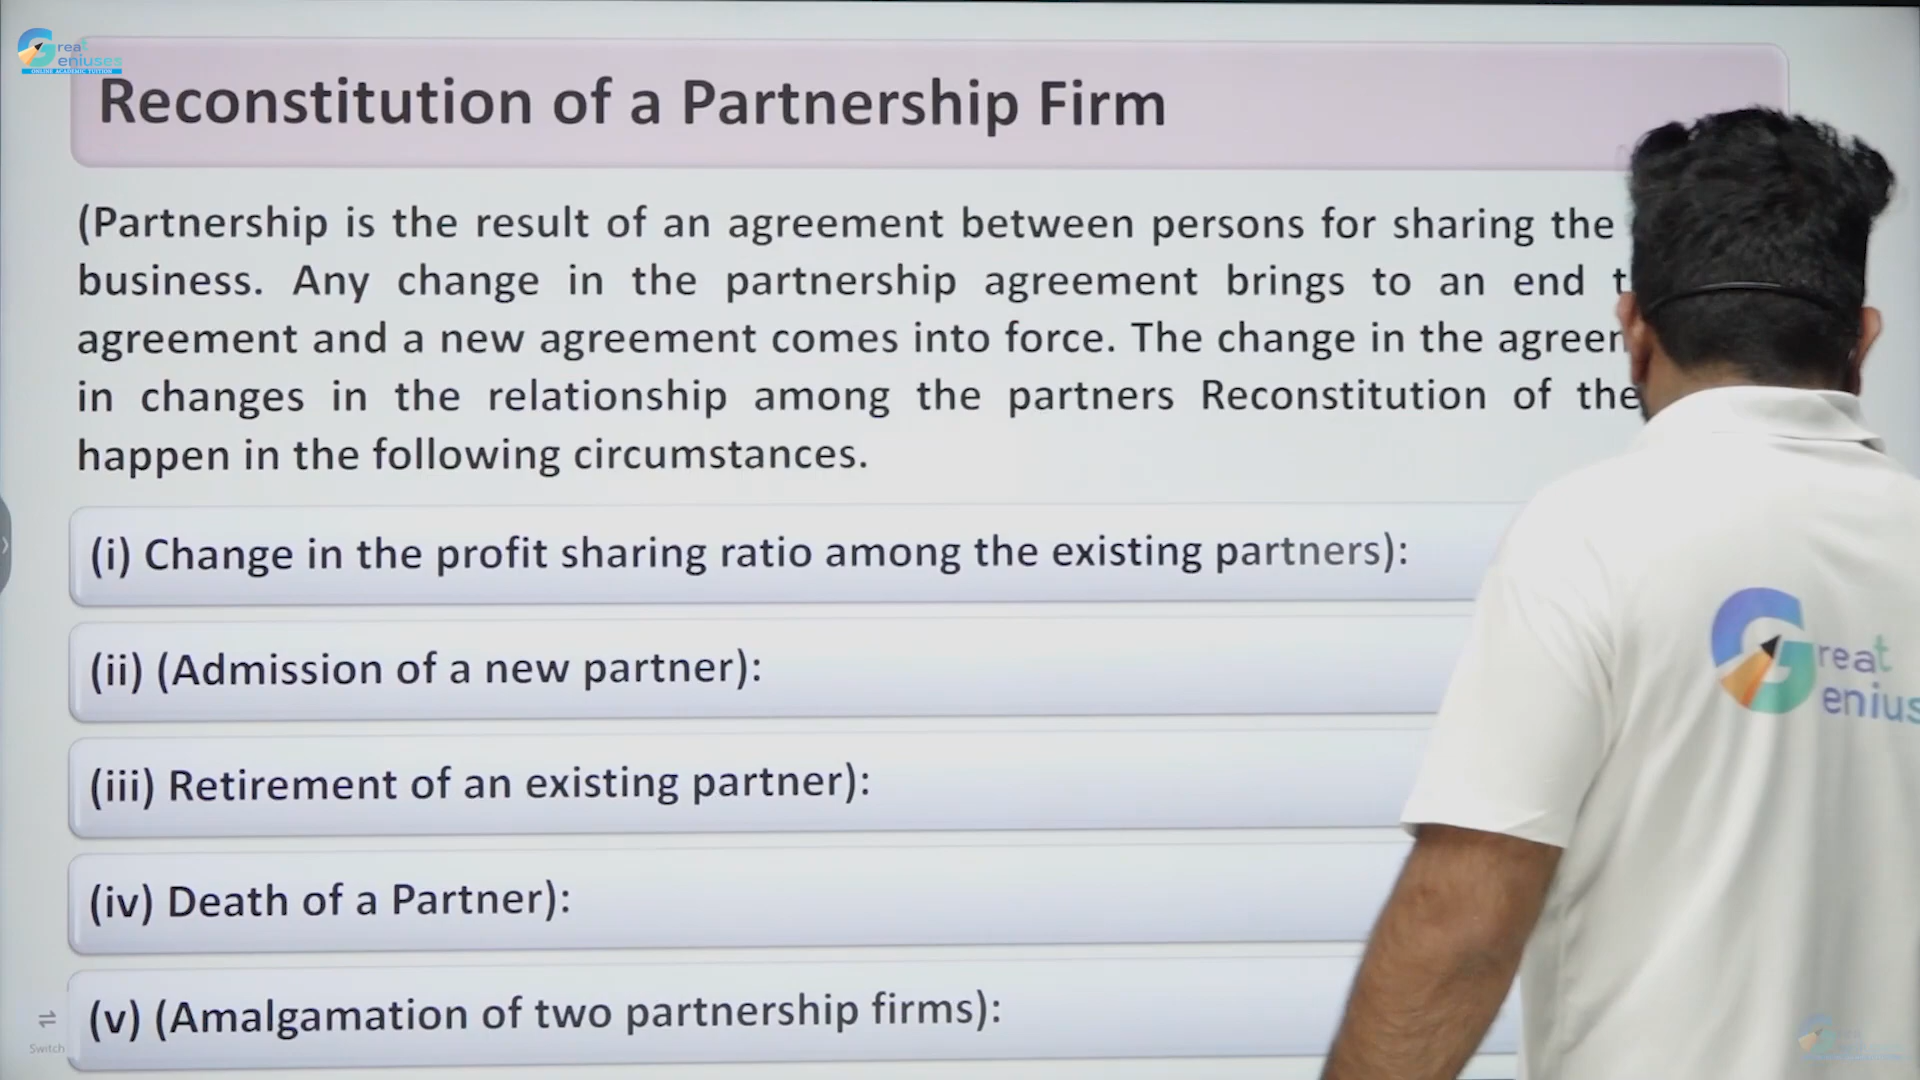 Great
Geniuses
ONLINE ACADEMIC TUITION
Reconstitution of a Partnership Firm
(Partnership is the result of an agreement between persons for sharing the
business. Any change in the partnership agreement brings to an end t
agreement and a new agreement comes into force. The change in the agreer
in changes in the relationship among the partners Reconstitution of the
happen in the following circumstances.
(i) Change in the profit sharing ratio among the existing partners):
(ii) (Admission of a new partner):
(iii) Retirement of an existing partner):
(iv) Death of a Partner):
(v) (Amalgamation of two partnership firms):
Switch
Great
Genius